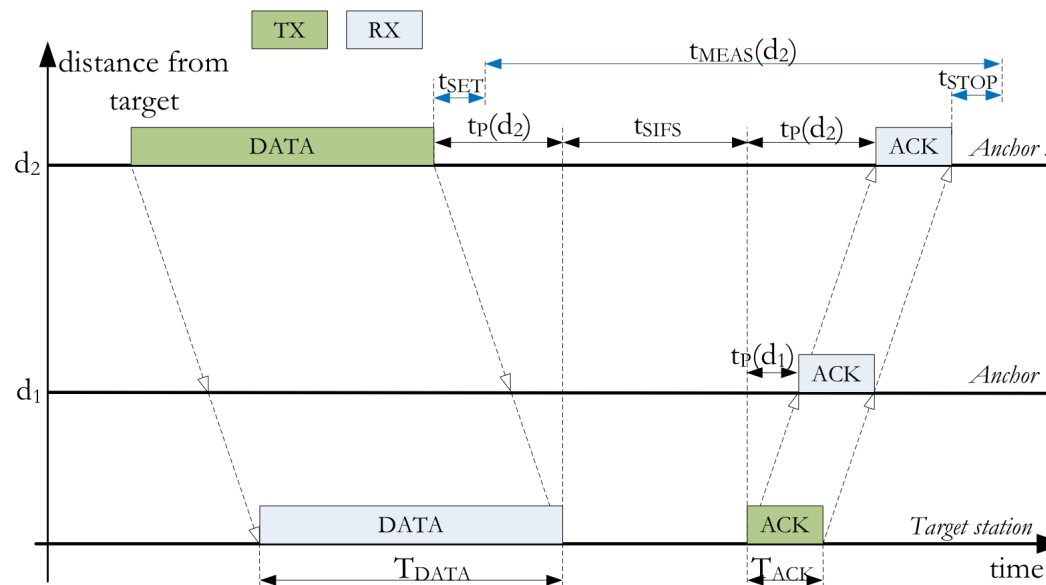 TX RX
distance from
target
tMEAS(d2)
tSET
tSTOP
tP(d2) tSIFS tP(d2)
DATA ACK
d2 Anchor
tP(d1)
ACK
d1 Anchor
DATA ACK
Target station
TDATA TACK time